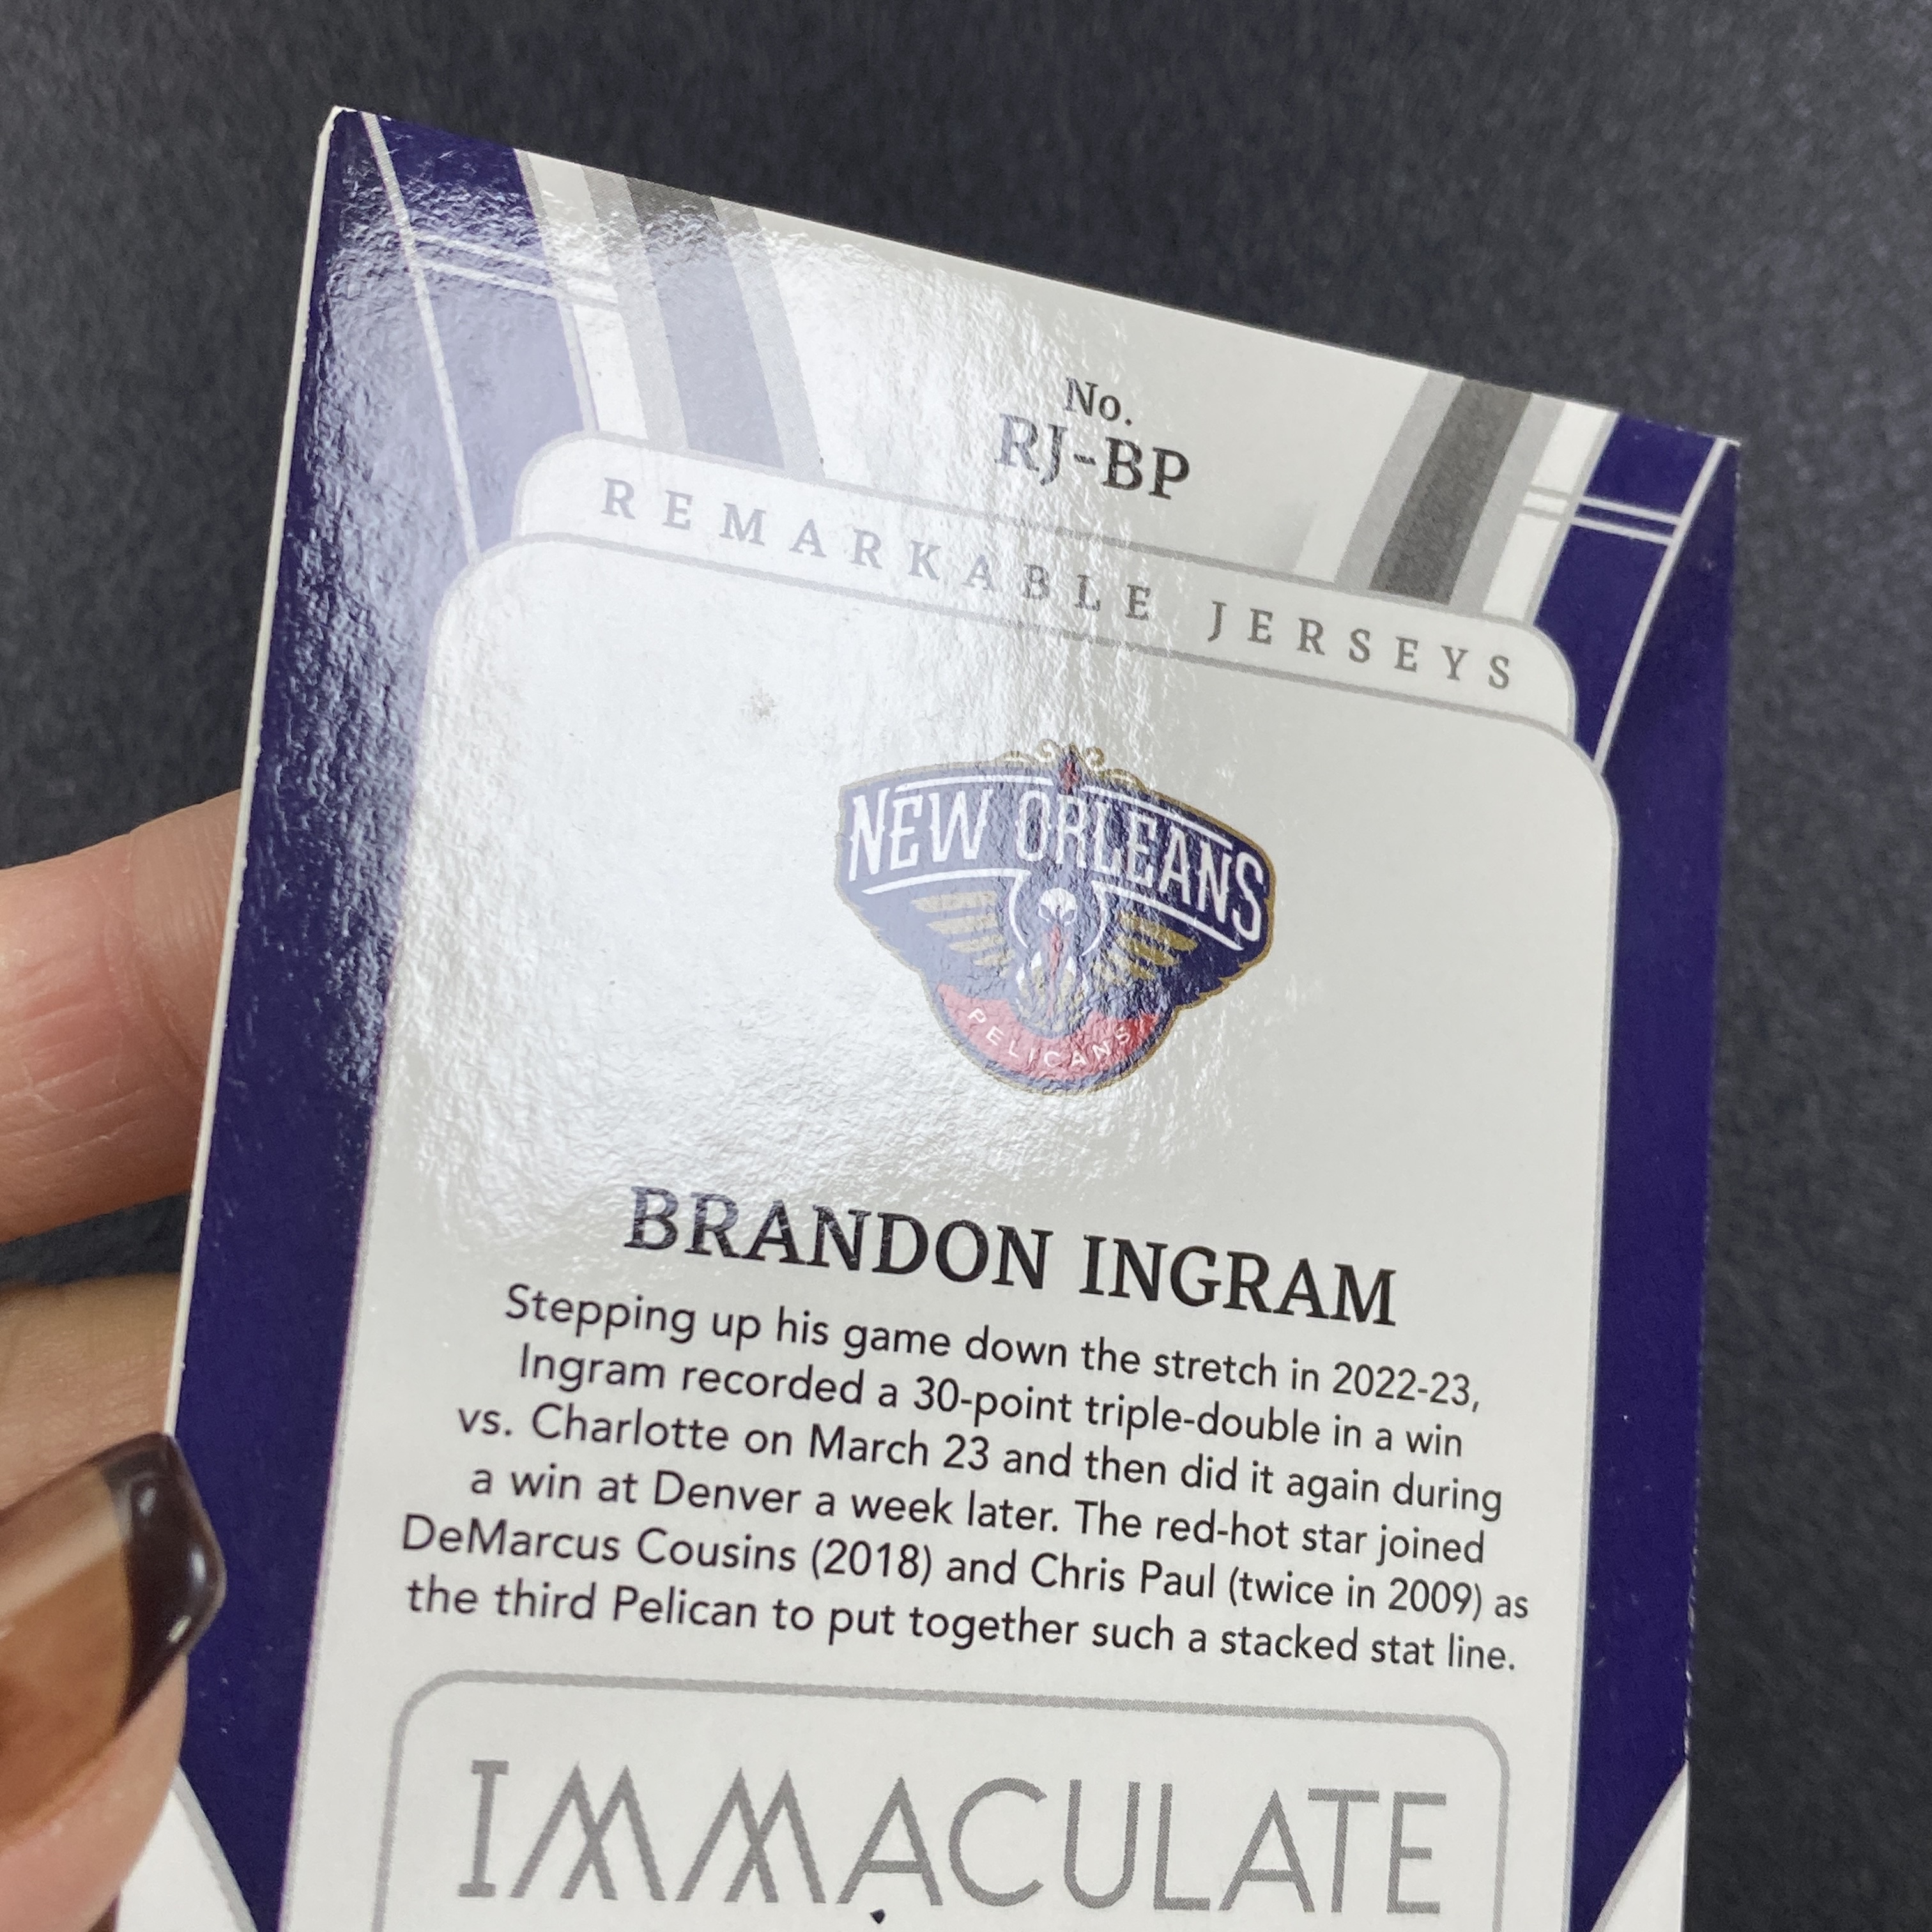 No.
RJ-BP
REMARKABLE JERSEYS
NEW ORLEANS
PELICANS
BRANDON INGRAM
Stepping up his game down the stretch in 2022-23,
Ingram recorded a 30-point triple-double in a win
vs. Charlotte on March 23 and then did it again during
a win at Denver a week later. The red-hot star joined
DeMarcus Cousins (2018) and Chris Paul (twice in 2009) as
the third Pelican to put together such a stacked stat line.
IMMACULATE